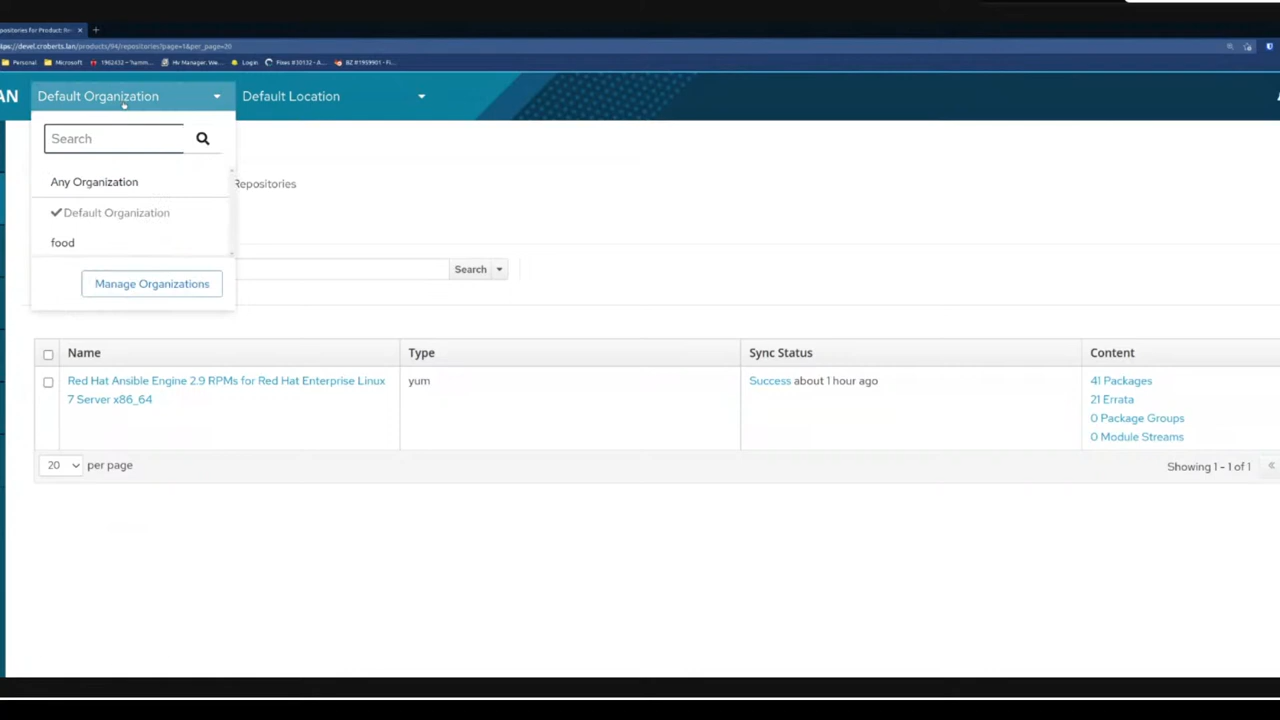 ositories for Product: Re
ps://devel.croberts.lan/products/94/repositories?page=1&per_page=20
Personal Microsoft 1962432 – Hv Manager: We... Login Fixes #30132 - A... BZ #1959901 - Fi...
AN Default Organization Default Location
Search
Any Organization
Repositories
Default Organization
food
Search
Manage Organizations
Name Type Sync Status Content
Red Hat Ansible Engine 2.9 RPMs for Red Hat Enterprise Linux yum Success about 1 hour ago 41 Packages
7 Server x86_64 21 Errata
0 Package Groups
0 Module Streams
20 per page Showing 1 - 1 of 1 «